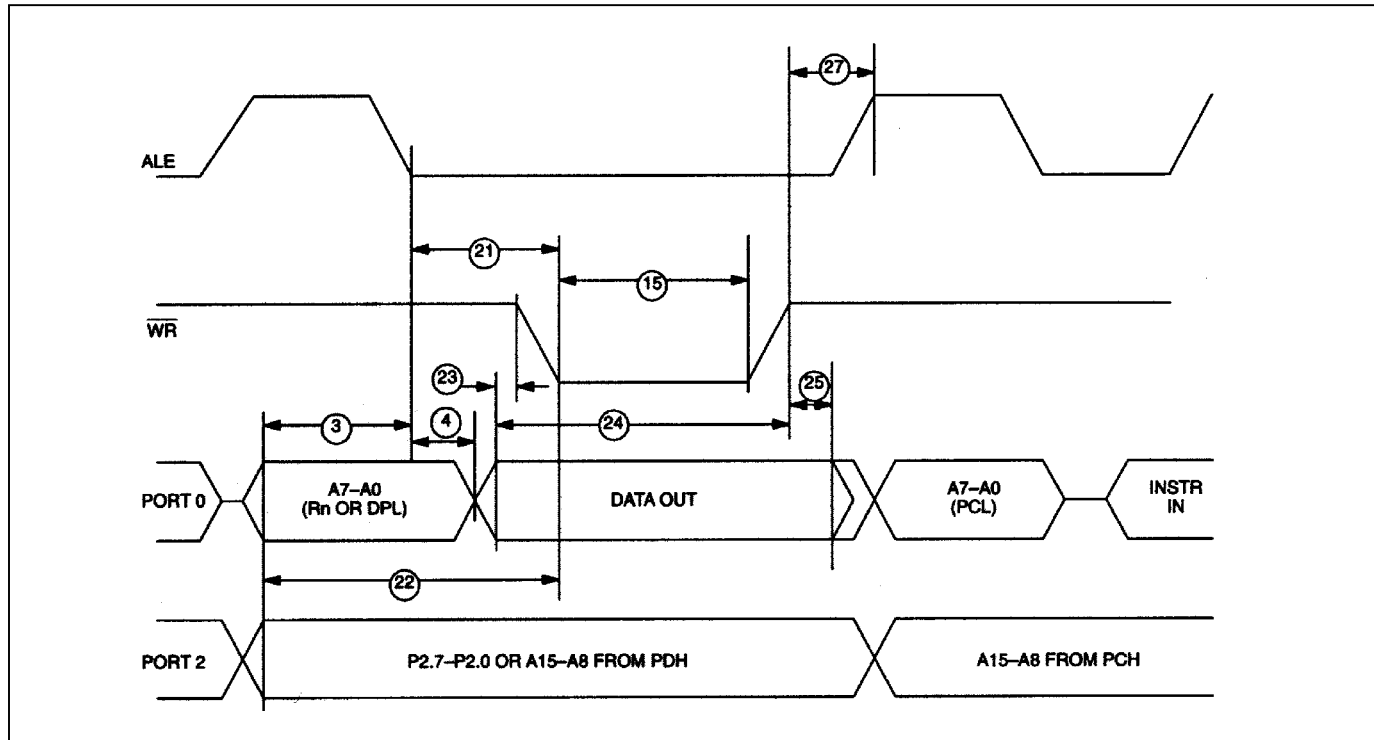 27
ALE
21
15
WR
23
25
3
4
24
PORT 0
A7–A0
(Rn OR DPL)
DATA OUT
A7–A0
(PCL)
INSTR
IN
22
PORT 2
P2.7–P2.0 OR A15–A8 FROM PDH
A15–A8 FROM PCH